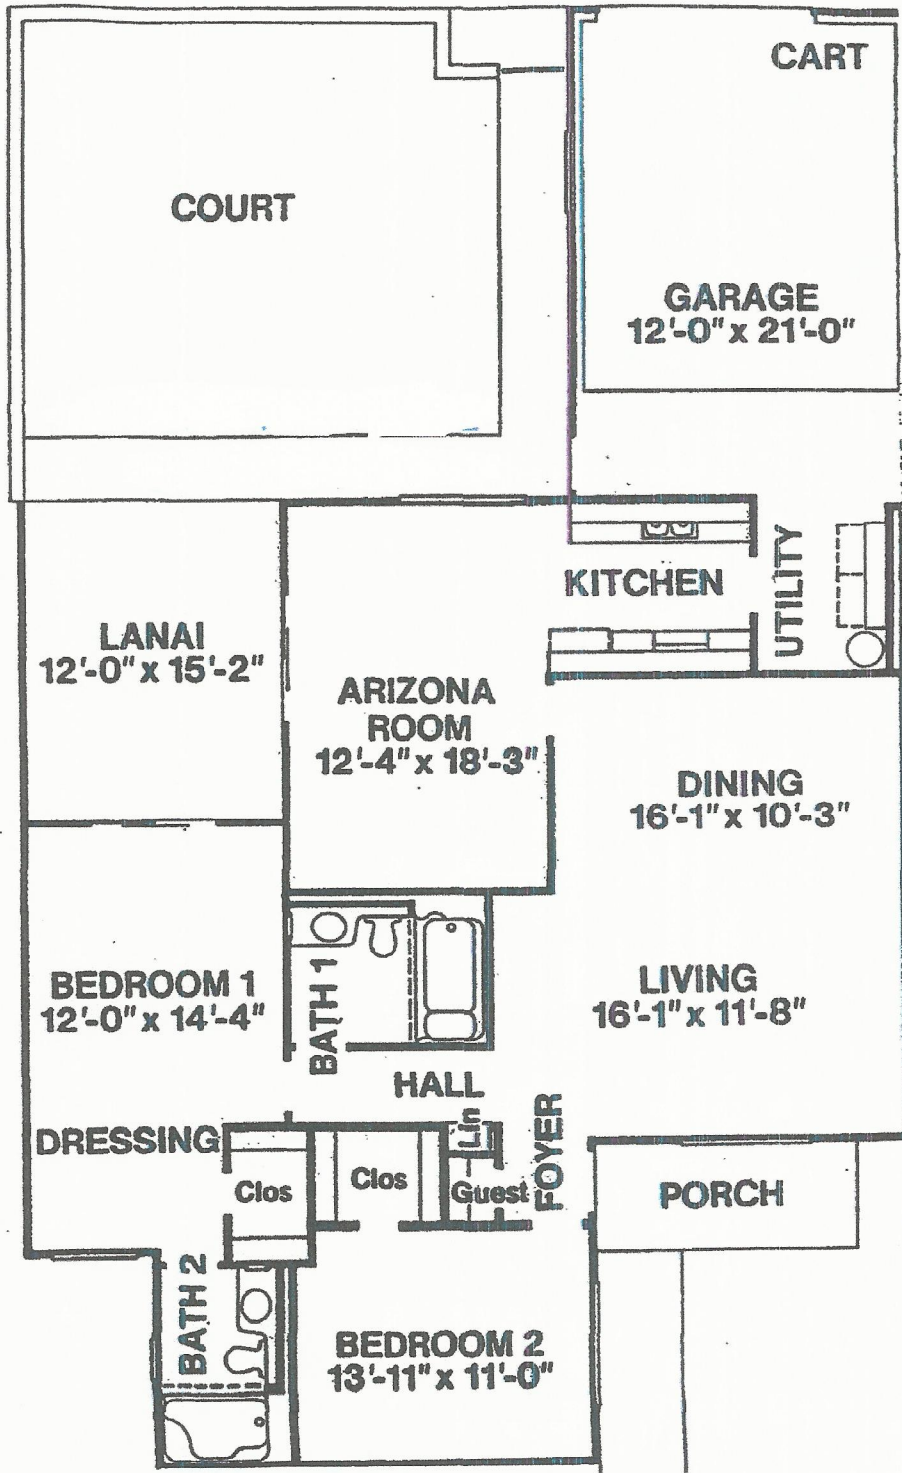 CART
COURT
GARAGE
12'-0" x 21'-0"
KITCHEN
UTILITY
LANAI
12'-0" x 15'-2"
ARIZONA
ROOM
12'-4" x 18'-3"
DINING
16'-1" x 10'-3"
BEDROOM 1
12'-0" x 14'-4"
BATH 1
LIVING
16'-1" x 11'-8"
HALL
DRESSING
Lin
FOYER
Clos
Clos
Guest
PORCH
BATH 2
BEDROOM 2
13'-11" x 11'-0"